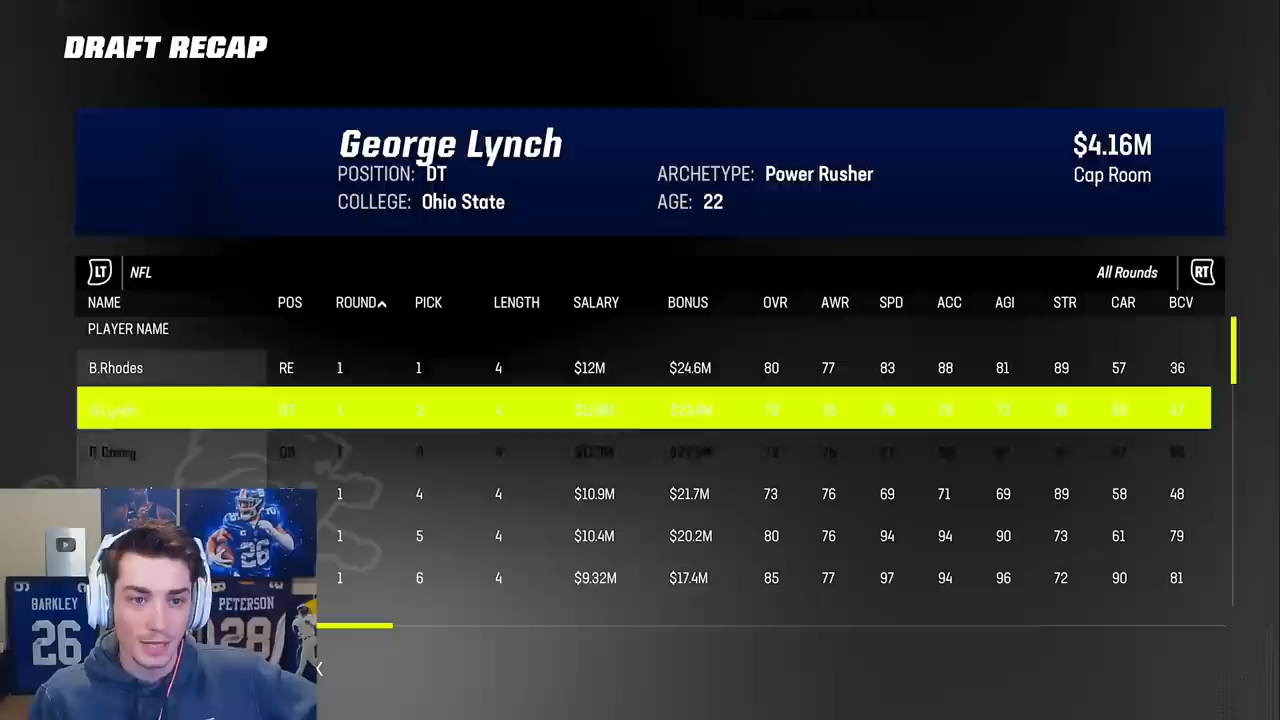 DRAFT RECAP
George Lynch
POSITION: DT
COLLEGE: Ohio State
ARCHETYPE: Power Rusher
AGE: 22
$4.16M
Cap Room
LT NFL All Rounds RT
NAME POS ROUND PICK LENGTH SALARY BONUS OVR AWR SPD ACC AGI STR CAR BCV
PLAYER NAME
B.Rhodes RE 1 1 4 $12M $24.6M 80 77 83 88 81 89 57 36
1 4 4 $10.9M $21.7M 73 76 69 71 69 89 58 48
1 5 4 $10.4M $20.2M 80 76 94 94 90 73 61 79
1 6 4 $9.32M $17.4M 85 77 97 94 96 72 90 81
BARKLEY
26
26
PETERSON
28